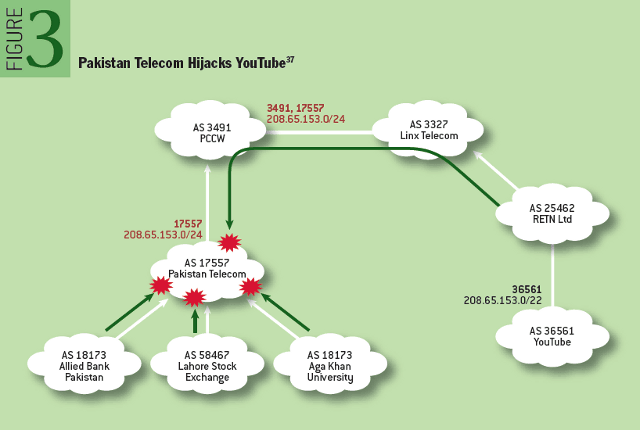 FIGURE 3
Pakistan Telecom Hijacks YouTube37
3491, 17557
208.65.153.0/24
AS 3491
PCCW
AS 3327
Linx Telecom
AS 25462
RETN Ltd
17557
208.65.153.0/24
AS 17557
Pakistan Telecom
36561
208.65.153.0/22
AS 36561
YouTube
AS 18173
Allied Bank
Pakistan
AS 58467
Lahore Stock
Exchange
AS 18173
Aga Khan
University